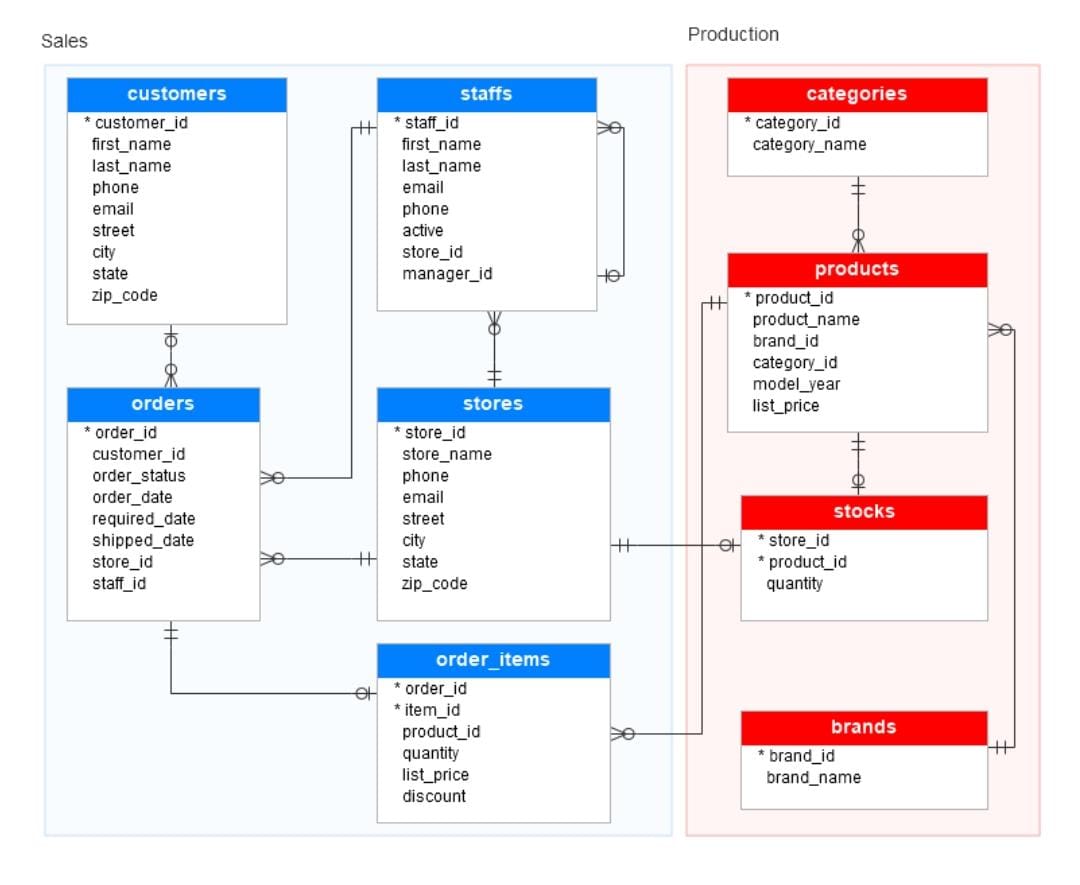 Sales
customers
* customer_id
first_name
last_name
phone
email
street
city
state
zip_code
staffs
* staff_id
first_name
last_name
email
phone
active
store_id
manager_id
orders
* order_id
customer_id
order_status
order_date
required_date
shipped_date
store_id
staff_id
stores
* store_id
store_name
phone
email
street
city
state
zip_code
order_items
* order_id
* item_id
product_id
quantity
list_price
discount
Production
categories
* category_id
category_name
products
* product_id
product_name
brand_id
category_id
model_year
list_price
stocks
* store_id
* product_id
quantity
brands
* brand_id
brand_name